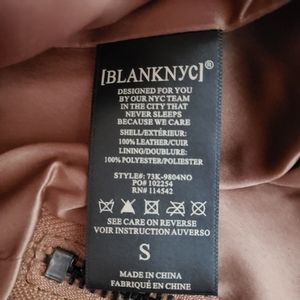 [BLANKNYC]®
DESIGNED FOR YOU
BY OUR NYC TEAM
IN THE CITY THAT
NEVER SLEEPS
BECAUSE WE CARE
SHELL/EXTÉRIEUR:
100% LEATHER/CUIR
LINING/DOUBLURE:
100% POLYESTER/POLIESTER
STYLE#: 73K-9804NO
PO# 102254
RN# 114542
SEE CARE ON REVERSE
VOIR INSTRUCTION AUVERSO
S
MADE IN CHINA
FABRIQUÉ EN CHINE